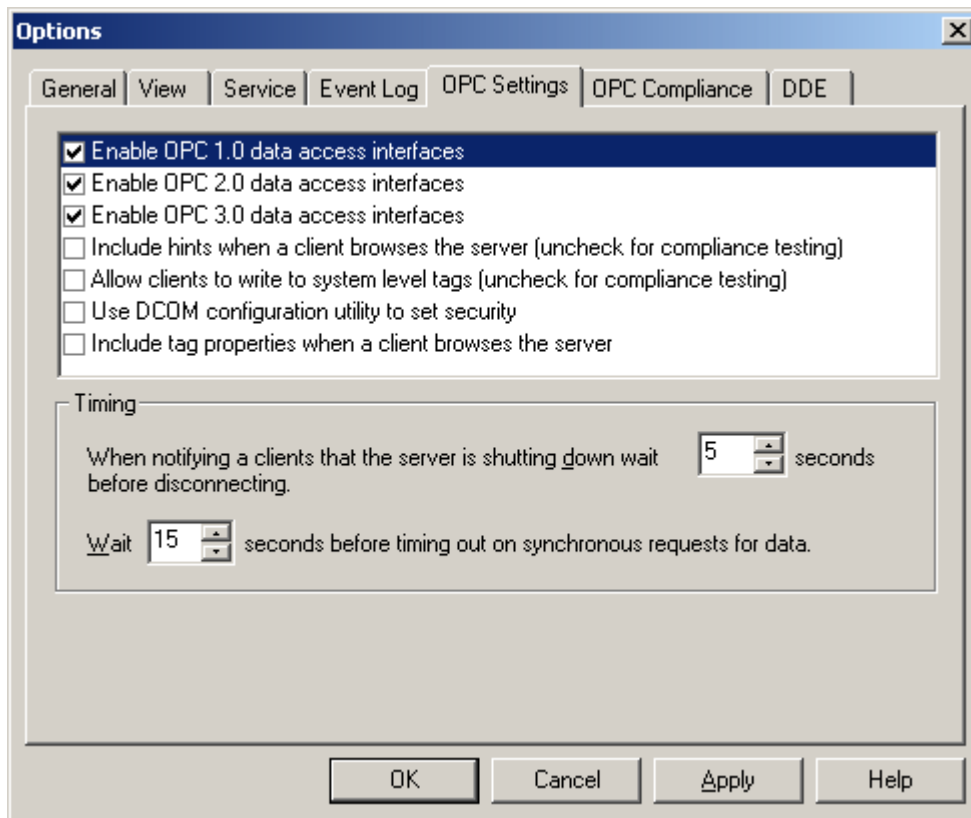 Options
General View Service Event Log OPC Settings OPC Compliance DDE
Enable OPC 1.0 data access interfaces
Enable OPC 2.0 data access interfaces
Enable OPC 3.0 data access interfaces
Include hints when a client browses the server (uncheck for compliance testing)
Allow clients to write to system level tags (uncheck for compliance testing)
Use DCOM configuration utility to set security
Include tag properties when a client browses the server
Timing
When notifying a clients that the server is shutting down wait 5 seconds
before disconnecting.
Wait 15 seconds before timing out on synchronous requests for data.
OK Cancel Apply Help